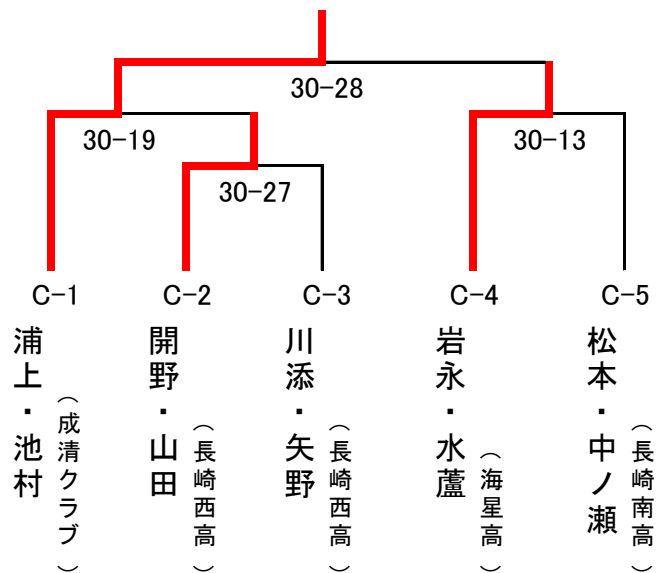 30-28
30-19
30-13
30-27
C-1
C-2
C-3
C-4
C-5
浦上・池村
（成清クラブ）
開野・山田
（長崎西高）
川添・矢野
（長崎西高）
岩永・水蘆
（海星高）
松本・中ノ瀬
（長崎南高）